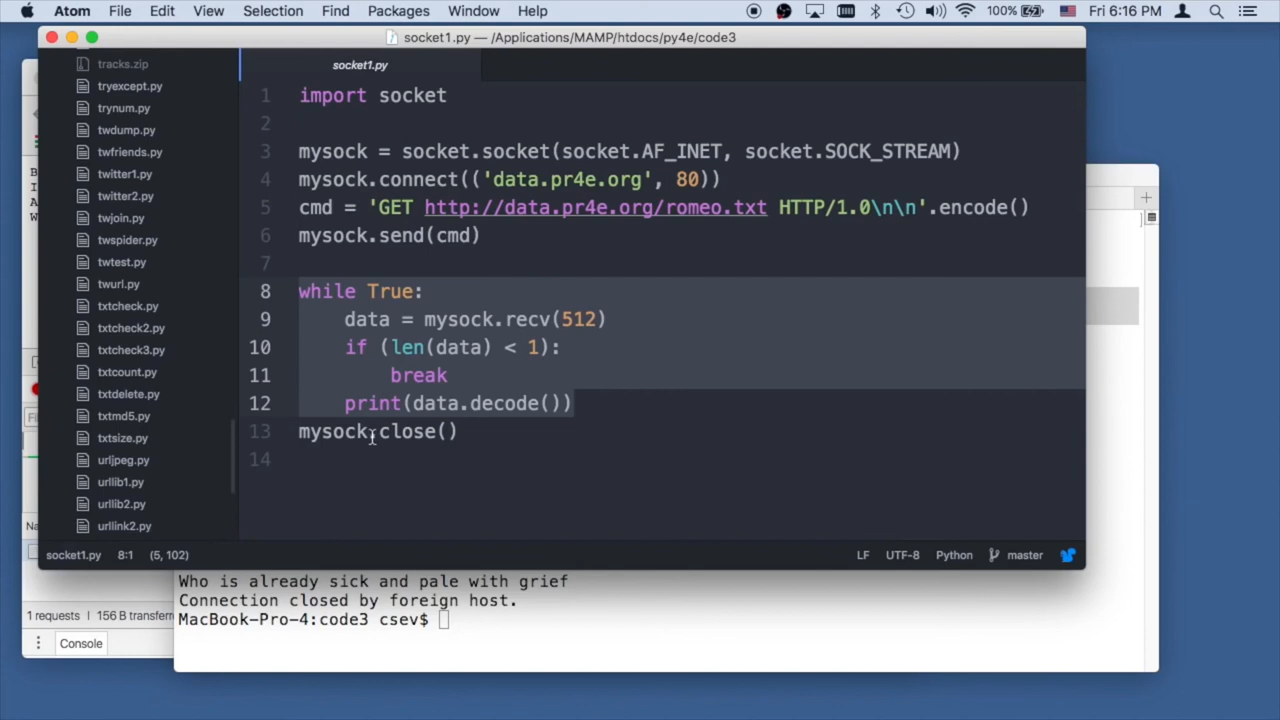 Atom File Edit View Selection Find Packages Window Help 100% Fri 6:16 PM
socket1.py — /Applications/MAMP/htdocs/py4e/code3
tracks.zip
tryexcept.py
trynum.py
twdump.py
twfriends.py
twitter1.py
twitter2.py
twjoin.py
twspider.py
twtest.py
twurl.py
txtcheck.py
txtcheck2.py
txtcheck3.py
txtcount.py
txtdelete.py
txtmd5.py
txtsize.py
urljpeg.py
urllib1.py
urllib2.py
urllink2.py
socket1.py
1 import socket
2
3 mysock = socket.socket(socket.AF_INET, socket.SOCK_STREAM)
4 mysock.connect(('data.pr4e.org', 80))
5 cmd = 'GET http://data.pr4e.org/romeo.txt HTTP/1.0\n\n'.encode()
6 mysock.send(cmd)
7
8 while True:
9     data = mysock.recv(512)
10     if (len(data) < 1):
11         break
12     print(data.decode())
13 mysock.close()
14
socket1.py 8:1 (5, 102) LF UTF-8 Python master
Who is already sick and pale with grief
Connection closed by foreign host.
MacBook-Pro-4:code3 csev$
1 requests | 156 B transferr
Console